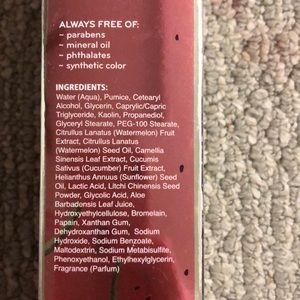 ALWAYS FREE OF:
~ parabens
~ mineral oil
~ phthalates
~ synthetic color
INGREDIENTS:
Water (Aqua), Pumice, Cetearyl
Alcohol, Glycerin, Caprylic/Capric
Triglyceride, Kaolin, Propanediol,
Glyceryl Stearate, PEG-100 Stearate,
Citrullus Lanatus (Watermelon) Fruit
Extract, Citrullus Lanatus
(Watermelon) Seed Oil, Camellia
Sinensis Leaf Extract, Cucumis
Sativus (Cucumber) Fruit Extract,
Helianthus Annuus (Sunflower) Seed
Oil, Lactic Acid, Litchi Chinensis Seed
Powder, Glycolic Acid, Aloe
Barbadensis Leaf Juice,
Hydroxyethylcellulose, Bromelain,
Papain, Xanthan Gum,
Dehydroxanthan Gum, Sodium
Hydroxide, Sodium Benzoate,
Maltodextrin, Sodium Metabisulfite,
Phenoxyethanol, Ethylhexylglycerin,
Fragrance (Parfum)